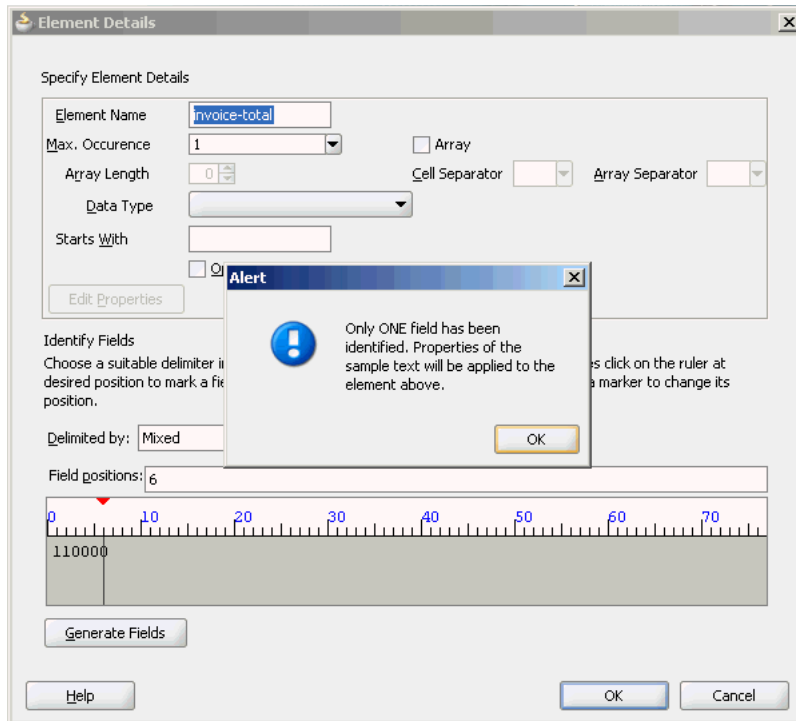 Element Details
Specify Element Details
Element Name invoice-total
Max. Occurence 1 Array
Array Length 0 Cell Separator Array Separator
Data Type
Starts With
Alert
Only ONE field has been
identified. Properties of the
sample text will be applied to the
element above.
OK
Edit Properties
Identify Fields
Choose a suitable delimiter click on the ruler at
desired position to mark a marker to change its
position.
Delimited by: Mixed
Field positions: 6
0 10 20 30 40 50 60 70
110000
Generate Fields
Help OK Cancel